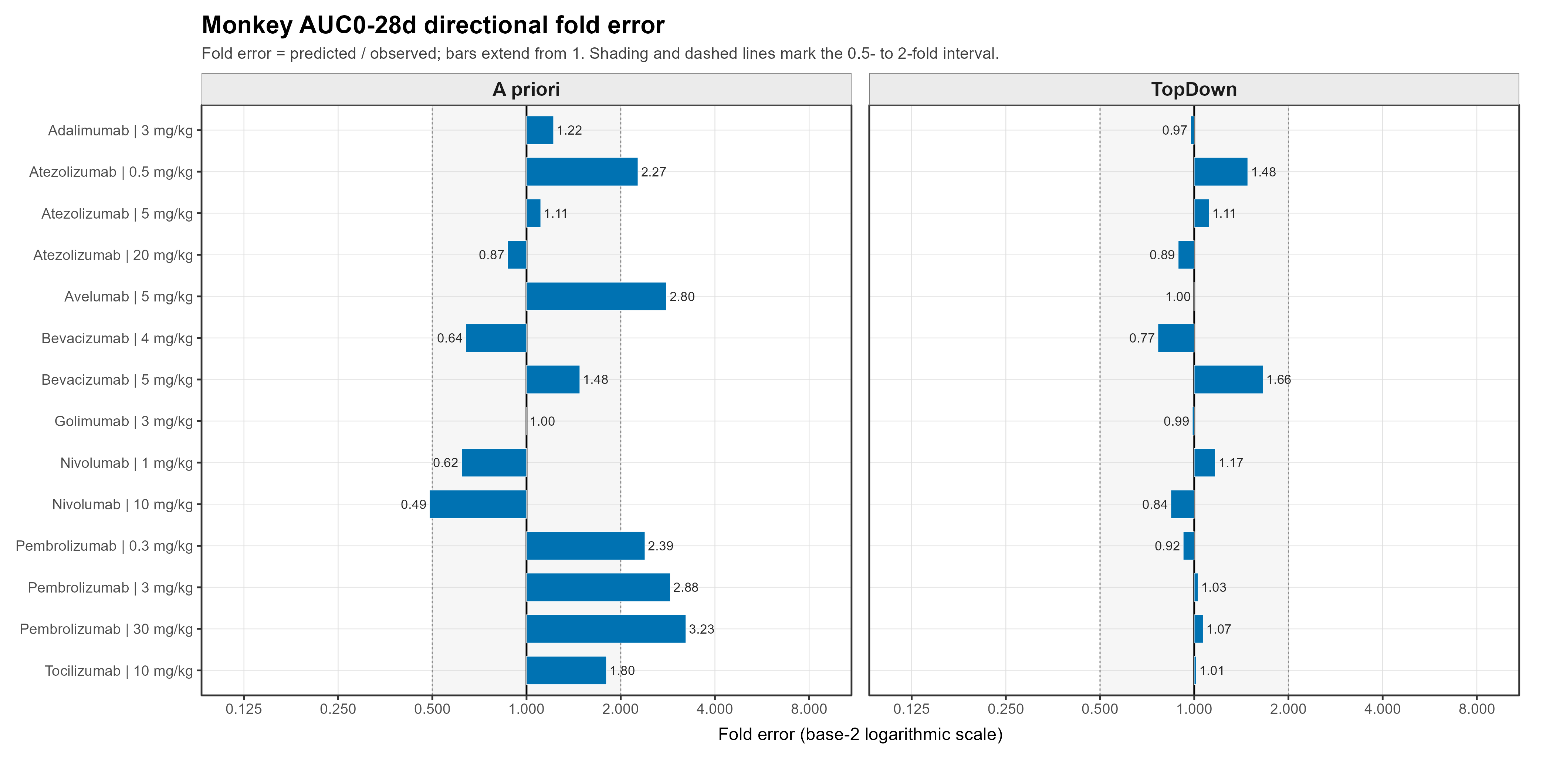 Monkey AUC0-28d directional fold error
Fold error = predicted / observed; bars extend from 1. Shading and dashed lines mark the 0.5- to 2-fold interval.
A priori TopDown
Adalimumab | 3 mg/kg 1.22 0.97
Atezolizumab | 0.5 mg/kg 2.27 1.48
Atezolizumab | 5 mg/kg 1.11 1.11
Atezolizumab | 20 mg/kg 0.87 0.89
Avelumab | 5 mg/kg 2.80 1.00
Bevacizumab | 4 mg/kg 0.64 0.77
Bevacizumab | 5 mg/kg 1.48 1.66
Golimumab | 3 mg/kg 1.00 0.99
Nivolumab | 1 mg/kg 0.62 1.17
Nivolumab | 10 mg/kg 0.49 0.84
Pembrolizumab | 0.3 mg/kg 2.39 0.92
Pembrolizumab | 3 mg/kg 2.88 1.03
Pembrolizumab | 30 mg/kg 3.23 1.07
Tocilizumab | 10 mg/kg 1.80 1.01
0.125 0.250 0.500 1.000 2.000 4.000 8.000 0.125 0.250 0.500 1.000 2.000 4.000 8.000
Fold error (base-2 logarithmic scale)